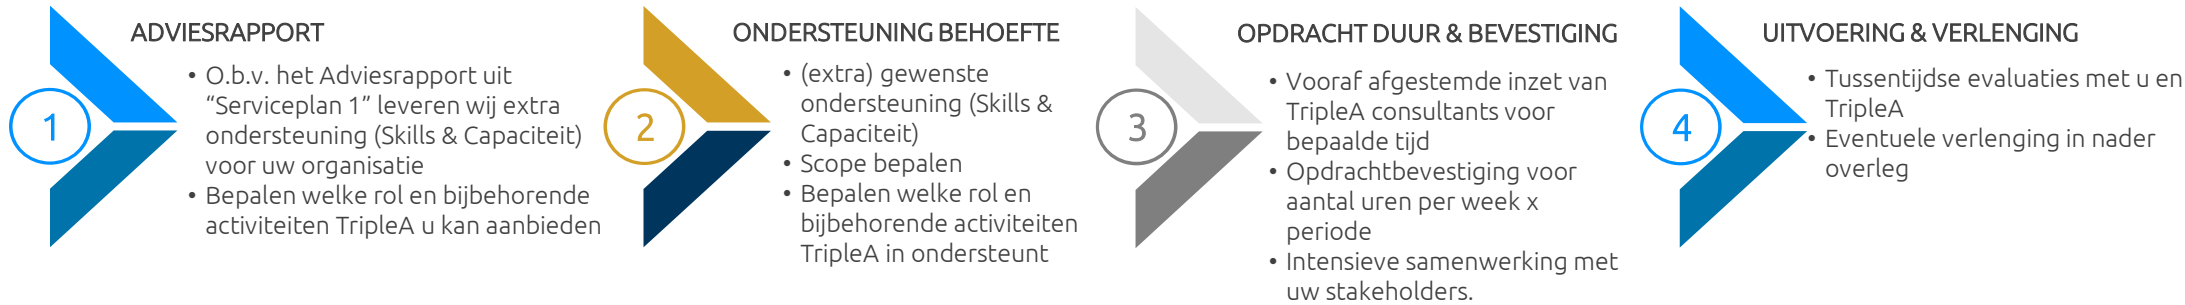 1
ADVIESRAPPORT
• O.b.v. het Adviesrapport uit
“Serviceplan 1” leveren wij extra
ondersteuning (Skills & Capaciteit)
voor uw organisatie
• Bepalen welke rol en bijbehorende
activiteiten TripleA u kan aanbieden
2
ONDERSTEUNING BEHOEFTE
• (extra) gewenste
ondersteuning (Skills &
Capaciteit)
• Scope bepalen
• Bepalen welke rol en
bijbehorende activiteiten
TripleA in ondersteunt
3
OPDRACHT DUUR & BEVESTIGING
• Vooraf afgestemde inzet van
TripleA consultants voor
bepaalde tijd
• Opdrachtbevestiging voor
aantal uren per week x
periode
• Intensieve samenwerking met
uw stakeholders.
4
UITVOERING & VERLENGING
• Tussentijdse evaluaties met u en
TripleA
• Eventuele verlenging in nader
overleg